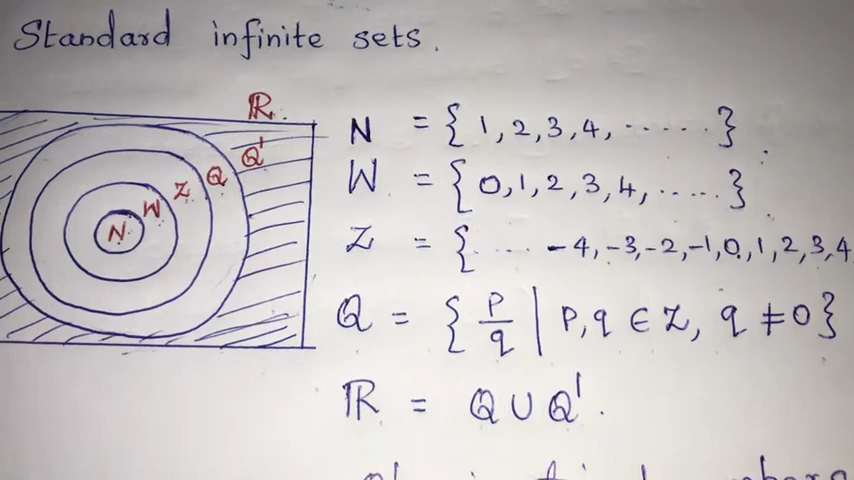 Standard infinite sets.
R
Q'
Q
Z
W
N
N = {1, 2, 3, 4, ......}
W = {0, 1, 2, 3, 4, ......}
Z = {.... -4, -3, -2, -1, 0, 1, 2, 3, 4
Q = {p/q | p, q ∈ Z, q ≠ 0}
R = Q ∪ Q'.